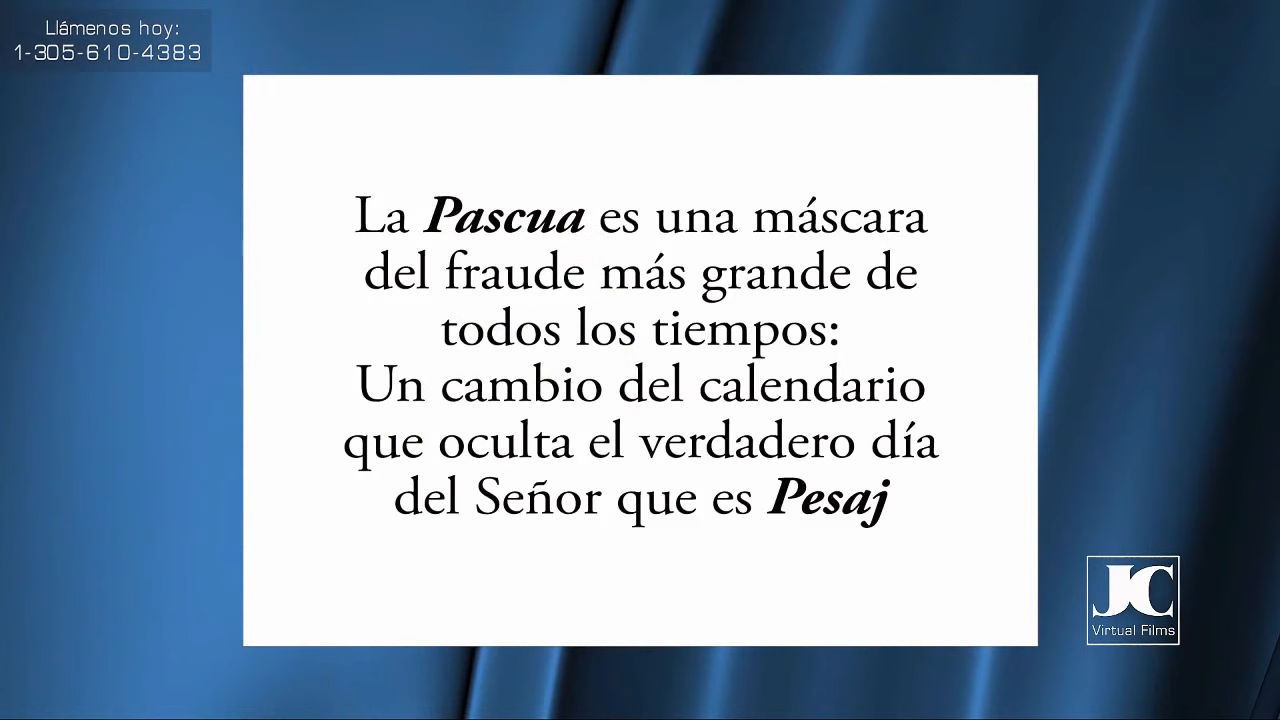 Llámenos hoy:
1-305-610-4383
La Pascua es una máscara
del fraude más grande de
todos los tiempos:
Un cambio del calendario
que oculta el verdadero día
del Señor que es Pesaj
JC
Virtual Films